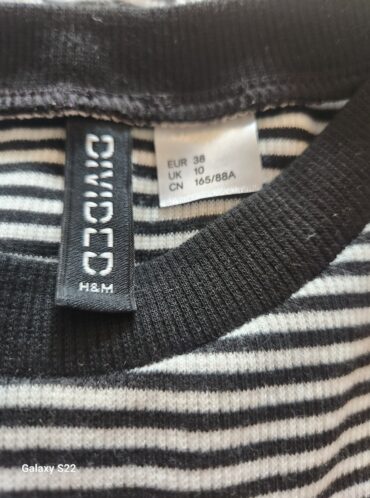 DIVIDED
H&M
EUR 38
UK 10
CN 165/88A
Galaxy S22